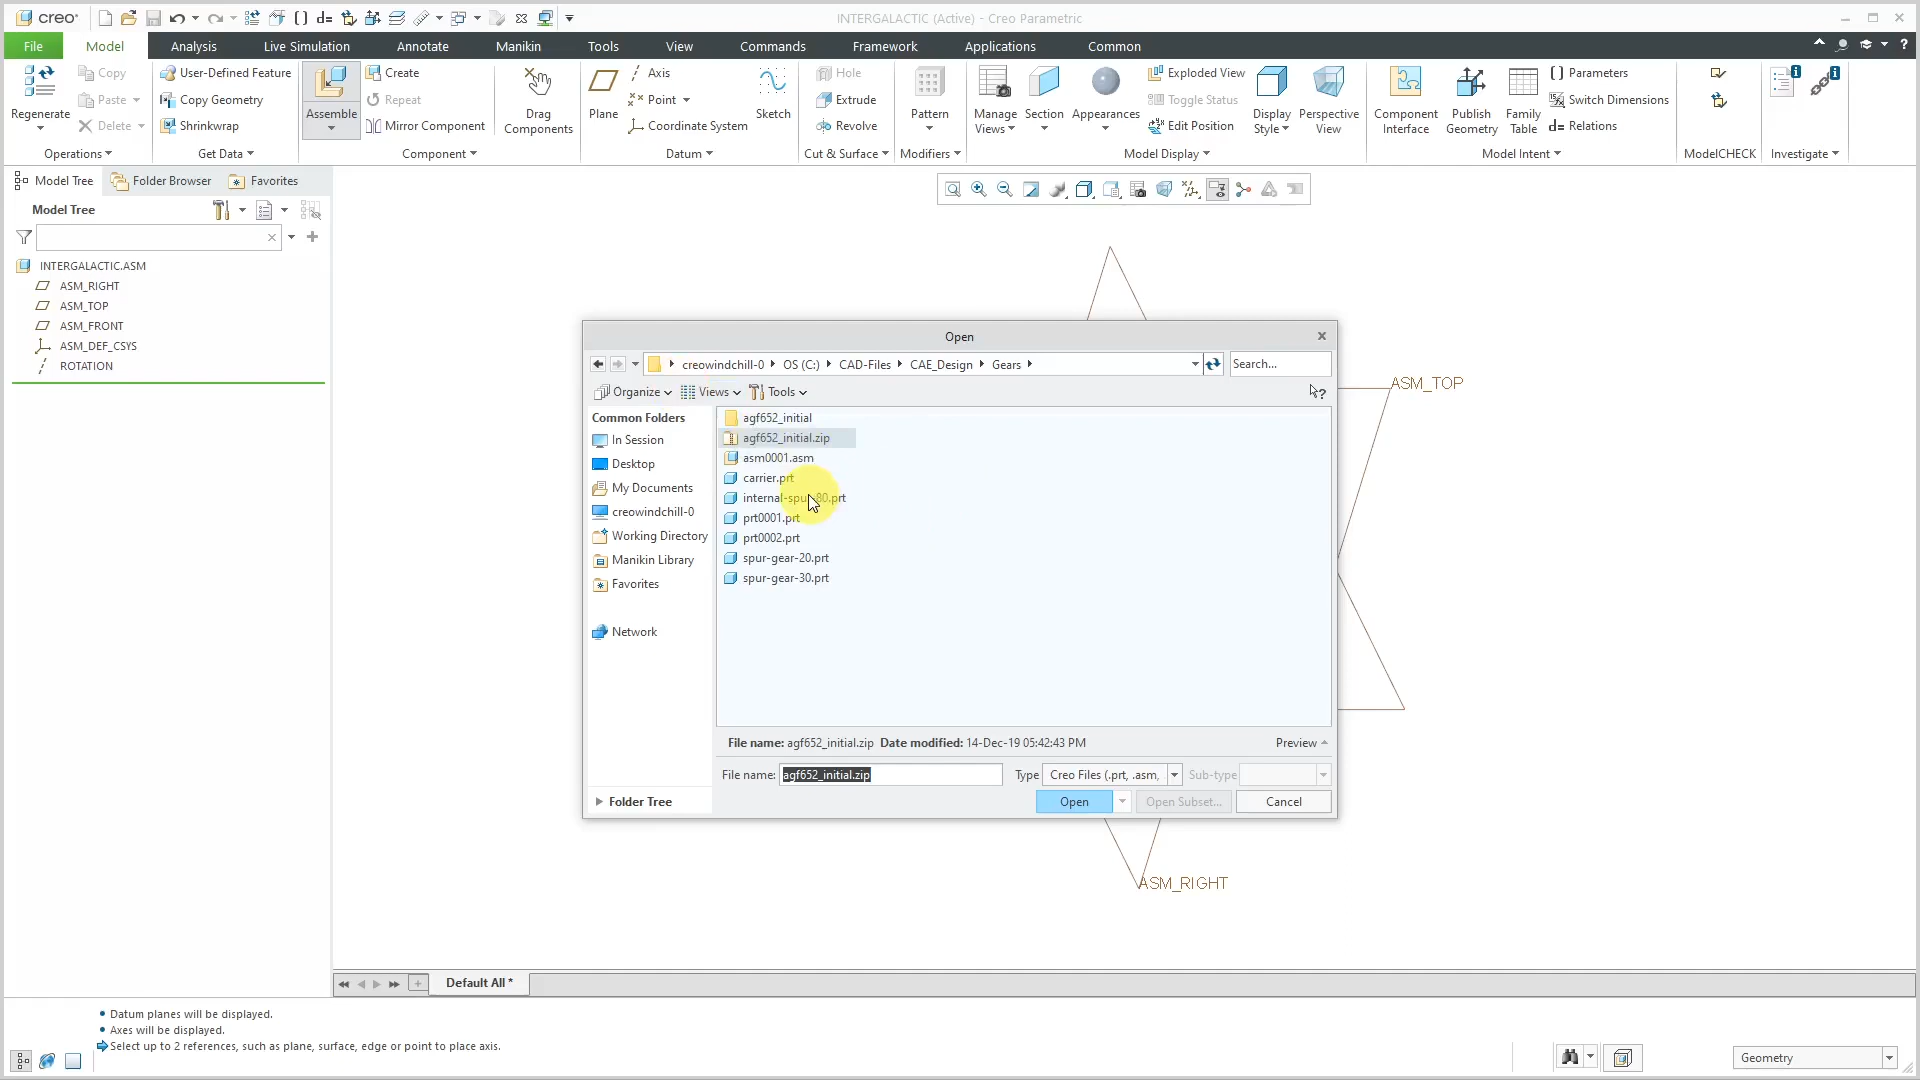 creo
INTERGALACTIC (Active) - Creo Parametric
File Model Analysis Live Simulation Annotate Manikin Tools View Commands Framework Applications Common
Regenerate
Copy
Paste
Delete
Operations
User-Defined Feature
Copy Geometry
Shrinkwrap
Get Data
Assemble
Create
Repeat
Mirror Component
Component
Drag Components
Plane
Axis
Point
Coordinate System
Sketch
Datum
Hole
Extrude
Revolve
Cut & Surface
Pattern
Modifiers
Manage Views
Section
Appearances
Exploded View
Toggle Status
Edit Position
Display Style
Perspective View
Model Display
Component Interface
Publish Geometry
Family Table
Parameters
Switch Dimensions
d= Relations
Model Intent
ModelCHECK
Investigate
Model Tree Folder Browser Favorites
Model Tree
INTERGALACTIC.ASM
ASM_RIGHT
ASM_TOP
ASM_FRONT
ASM_DEF_CSYS
ROTATION
ASM_TOP
ASM_RIGHT
Open
creowindchill-0 OS (C:) CAD-Files CAE_Design Gears
Search...
Organize Views Tools
Common Folders
In Session
Desktop
My Documents
creowindchill-0
Working Directory
Manikin Library
Favorites
Network
Folder Tree
agf652_initial
agf652_initial.zip
asm0001.asm
carrier.prt
internal-spur-80.prt
prt0001.prt
prt0002.prt
spur-gear-20.prt
spur-gear-30.prt
File name: agf652_initial.zip Date modified: 14-Dec-19 05:42:43 PM Preview
File name: agf652_initial.zip Type Creo Files (.prt, .asm, Sub-type
Open Open Subset... Cancel
Default All *
Datum planes will be displayed.
Axes will be displayed.
Select up to 2 references, such as plane, surface, edge or point to place axis.
Geometry